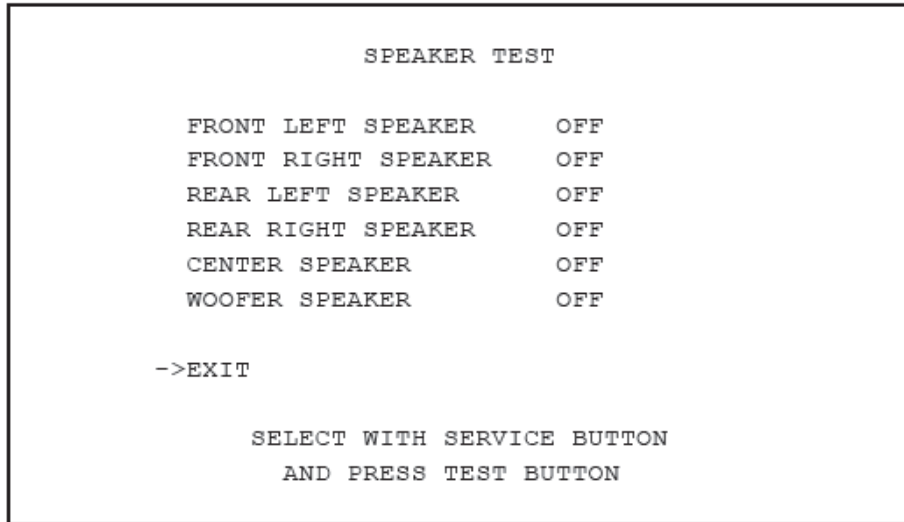 SPEAKER TEST
FRONT LEFT SPEAKER OFF
FRONT RIGHT SPEAKER OFF
REAR LEFT SPEAKER OFF
REAR RIGHT SPEAKER OFF
CENTER SPEAKER OFF
WOOFER SPEAKER OFF
->EXIT
SELECT WITH SERVICE BUTTON
AND PRESS TEST BUTTON